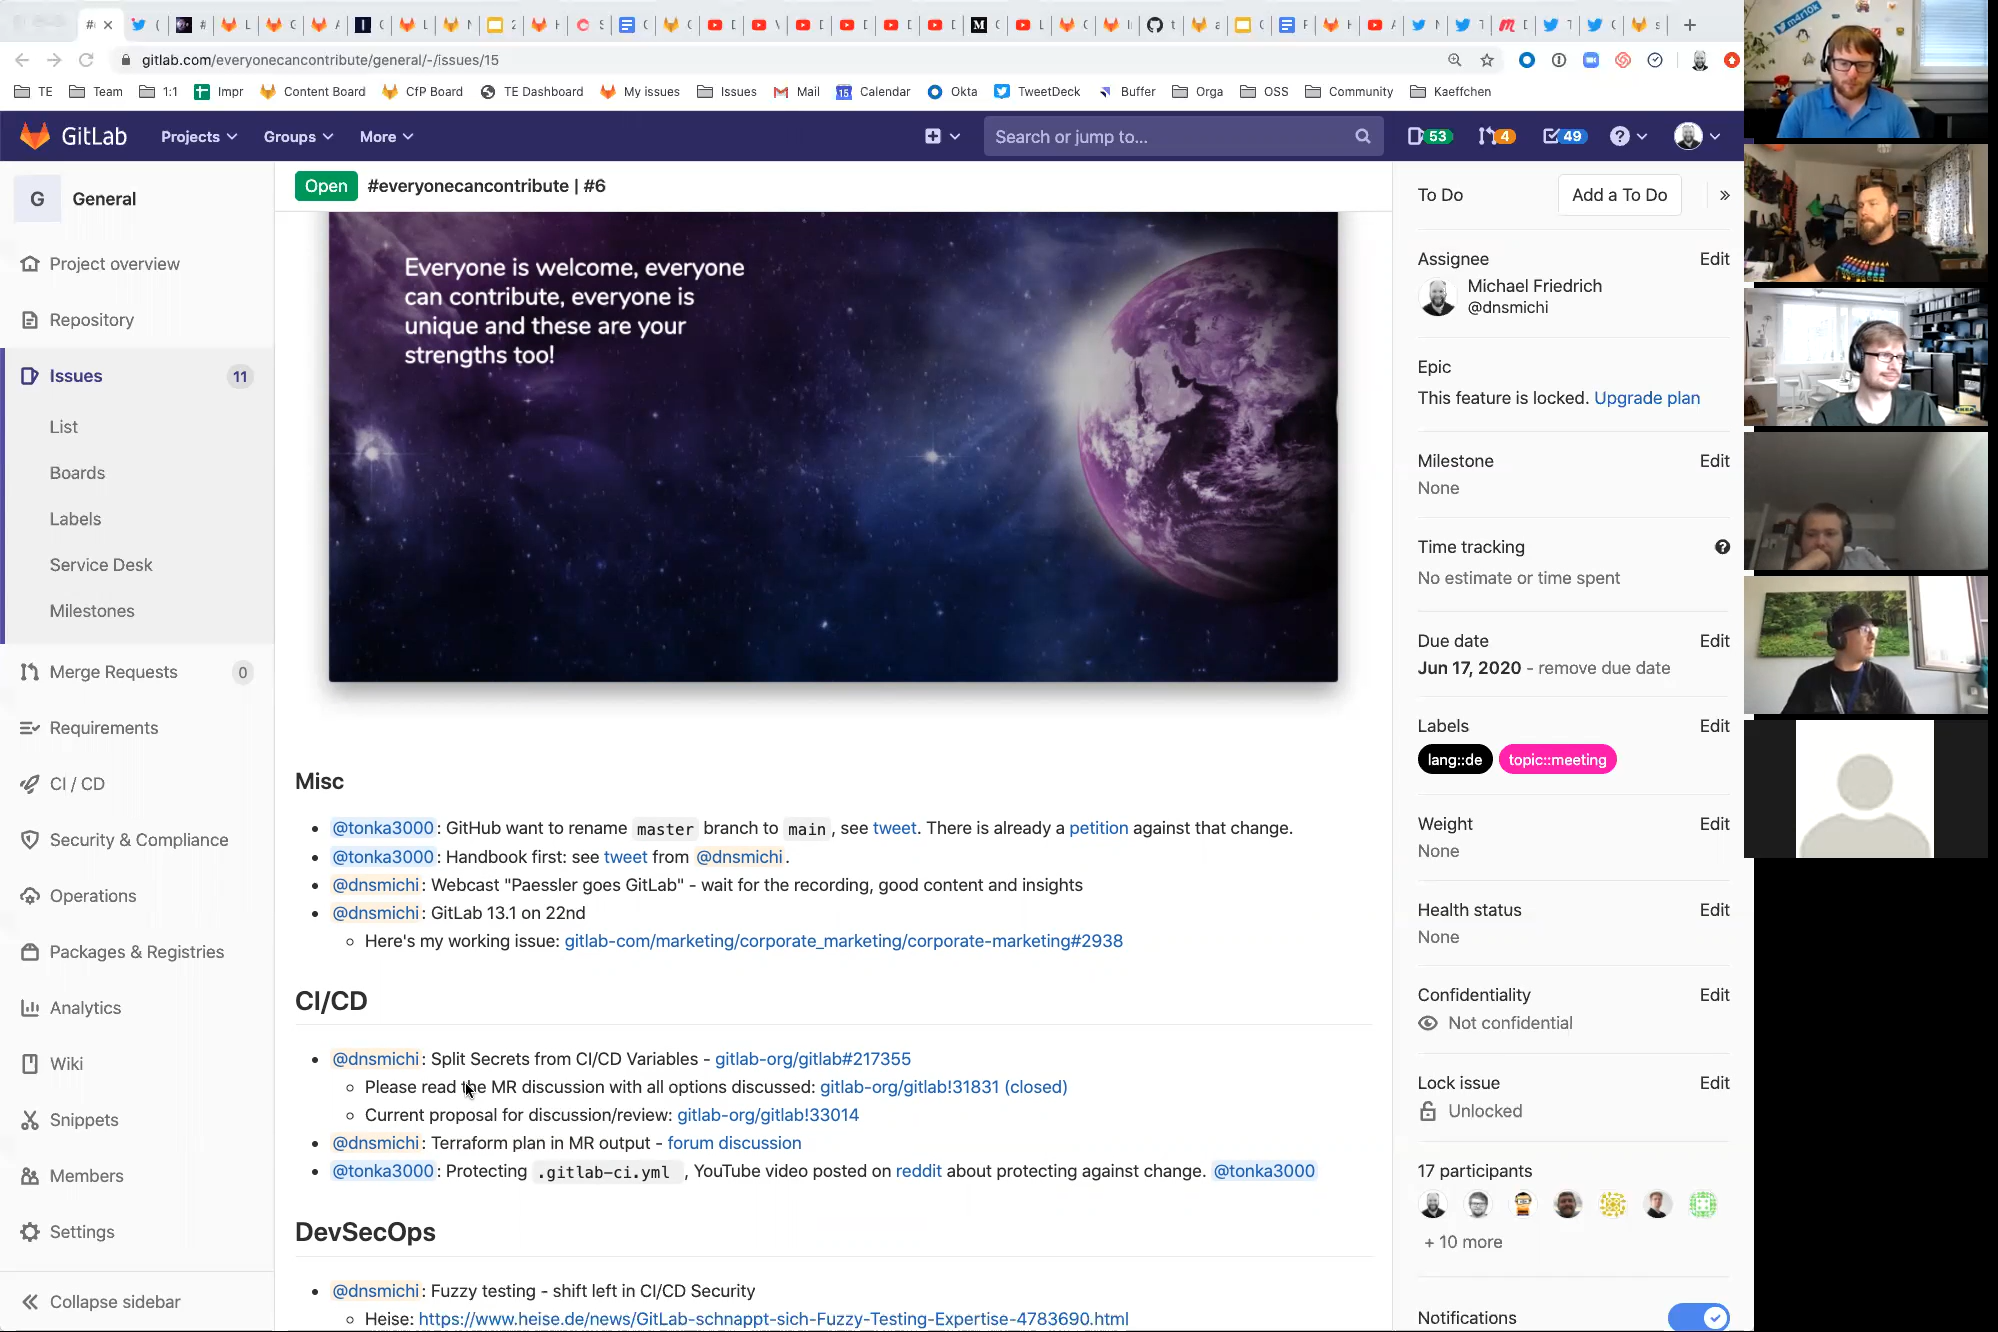 gitlab.com/everyonecancontribute/general/-/issues/15
TE Team 1:1 Impr Content Board CfP Board TE Dashboard My issues Issues Mail Calendar Okta TweetDeck Buffer Orga OSS Community Kaeffchen
GitLab Projects Groups More Search or jump to... 53 4 49
G General
Project overview
Repository
Issues 11
List
Boards
Labels
Service Desk
Milestones
Merge Requests 0
Requirements
CI / CD
Security & Compliance
Operations
Packages & Registries
Analytics
Wiki
Snippets
Members
Settings
Collapse sidebar
Open #everyonecancontribute | #6
Everyone is welcome, everyone
can contribute, everyone is
unique and these are your
strengths too!
Misc
@tonka3000: GitHub want to rename master branch to main, see tweet. There is already a petition against that change.
@tonka3000: Handbook first: see tweet from @dnsmichi.
@dnsmichi: Webcast "Paessler goes GitLab" - wait for the recording, good content and insights
@dnsmichi: GitLab 13.1 on 22nd
Here's my working issue: gitlab-com/marketing/corporate_marketing/corporate-marketing#2938
CI/CD
@dnsmichi: Split Secrets from CI/CD Variables - gitlab-org/gitlab#217355
Please read the MR discussion with all options discussed: gitlab-org/gitlab!31831 (closed)
Current proposal for discussion/review: gitlab-org/gitlab!33014
@dnsmichi: Terraform plan in MR output - forum discussion
@tonka3000: Protecting .gitlab-ci.yml , YouTube video posted on reddit about protecting against change. @tonka3000
DevSecOps
@dnsmichi: Fuzzy testing - shift left in CI/CD Security
Heise: https://www.heise.de/news/GitLab-schnappt-sich-Fuzzy-Testing-Expertise-4783690.html
To Do Add a To Do
Assignee Edit
Michael Friedrich
@dnsmichi
Epic
This feature is locked. Upgrade plan
Milestone Edit
None
Time tracking
No estimate or time spent
Due date Edit
Jun 17, 2020 - remove due date
Labels Edit
lang::de topic::meeting
Weight Edit
None
Health status Edit
None
Confidentiality Edit
Not confidential
Lock issue Edit
Unlocked
17 participants
+ 10 more
Notifications